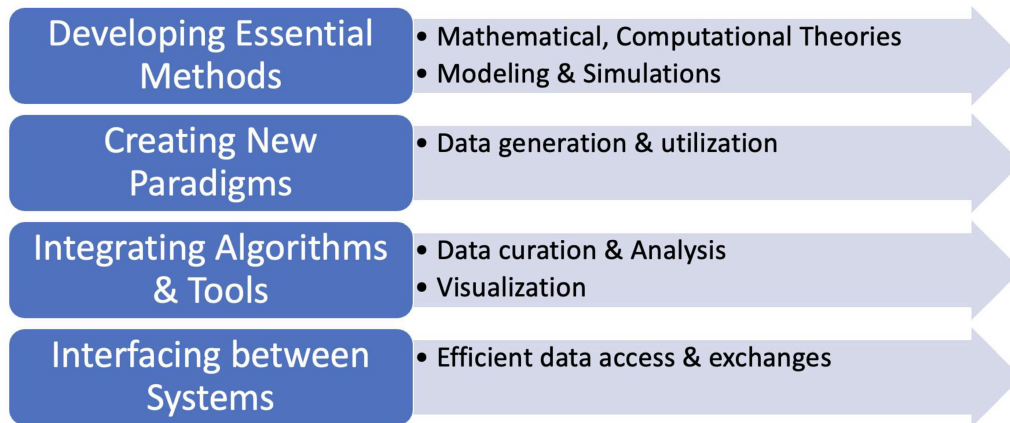 Developing Essential
Methods
• Mathematical, Computational Theories
• Modeling & Simulations
Creating New
Paradigms
• Data generation & utilization
Integrating Algorithms
& Tools
• Data curation & Analysis
• Visualization
Interfacing between
Systems
• Efficient data access & exchanges